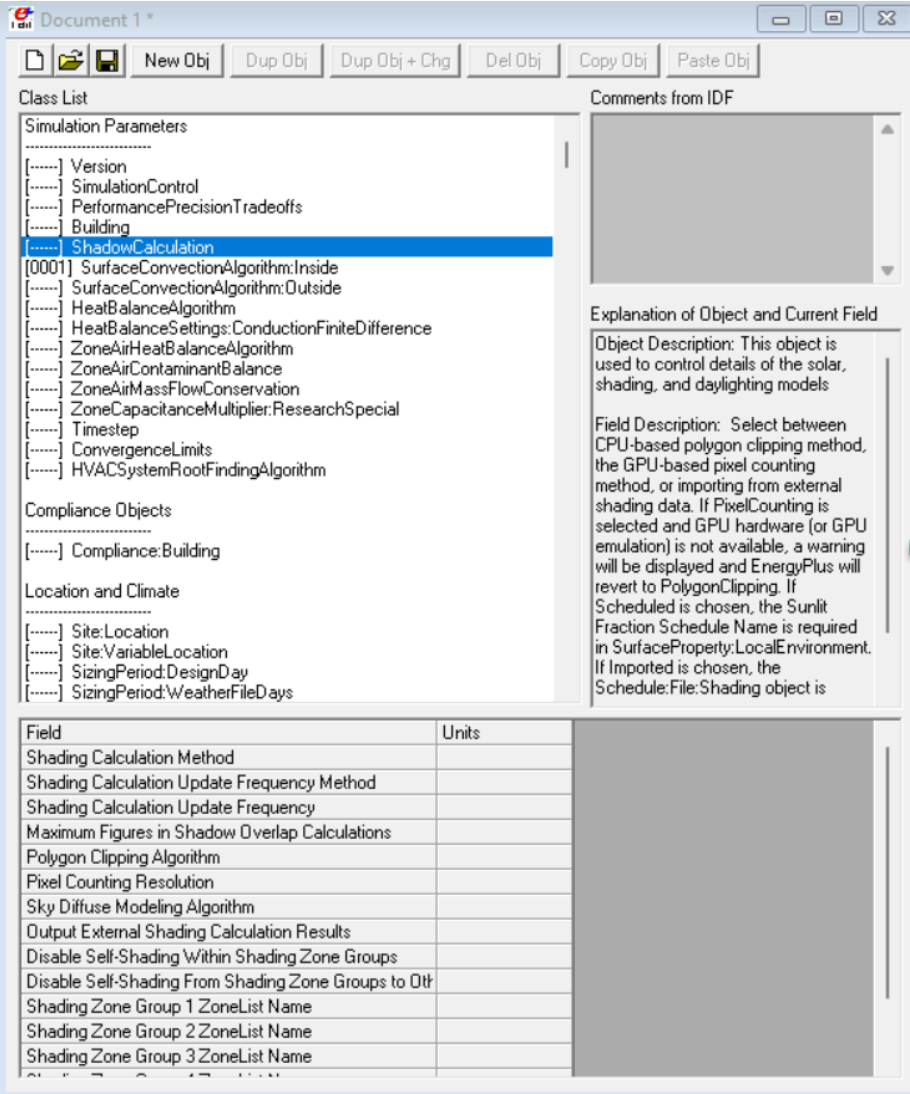 Document 1 *
New Obj Dup Obj Dup Obj + Chg Del Obj Copy Obj Paste Obj
Class List
Simulation Parameters
----------------------------
[------] Version
[------] SimulationControl
[------] PerformancePrecisionTradeoffs
[------] Building
[------] ShadowCalculation
[0001] SurfaceConvectionAlgorithm:Inside
[------] SurfaceConvectionAlgorithm:Outside
[------] HeatBalanceAlgorithm
[------] HeatBalanceSettings:ConductionFiniteDifference
[------] ZoneAirHeatBalanceAlgorithm
[------] ZoneAirContaminantBalance
[------] ZoneAirMassFlowConservation
[------] ZoneCapacitanceMultiplier:ResearchSpecial
[------] Timestep
[------] ConvergenceLimits
[------] HVACSystemRootFindingAlgorithm
Compliance Objects
----------------------------
[------] Compliance:Building
Location and Climate
----------------------------
[------] Site:Location
[------] Site:VariableLocation
[------] SizingPeriod:DesignDay
[------] SizingPeriod:WeatherFileDays
Comments from IDF
Explanation of Object and Current Field
Object Description: This object is
used to control details of the solar,
shading, and daylighting models
Field Description: Select between
CPU-based polygon clipping method,
the GPU-based pixel counting
method, or importing from external
shading data. If PixelCounting is
selected and GPU hardware (or GPU
emulation) is not available, a warning
will be displayed and EnergyPlus will
revert to PolygonClipping. If
Scheduled is chosen, the Sunlit
Fraction Schedule Name is required
in SurfaceProperty:LocalEnvironment.
If Imported is chosen, the
Schedule:File:Shading object is
Field Units
Shading Calculation Method
Shading Calculation Update Frequency Method
Shading Calculation Update Frequency
Maximum Figures in Shadow Overlap Calculations
Polygon Clipping Algorithm
Pixel Counting Resolution
Sky Diffuse Modeling Algorithm
Output External Shading Calculation Results
Disable Self-Shading Within Shading Zone Groups
Disable Self-Shading From Shading Zone Groups to Oth
Shading Zone Group 1 ZoneList Name
Shading Zone Group 2 ZoneList Name
Shading Zone Group 3 ZoneList Name